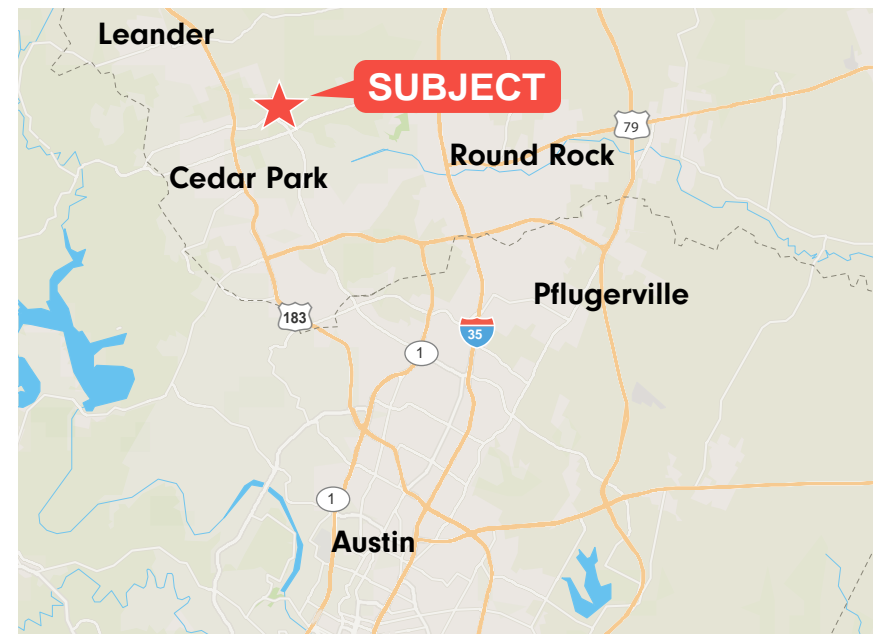 Leander
SUBJECT
79
Round Rock
Cedar Park
Pflugerville
183
35
1
1
Austin